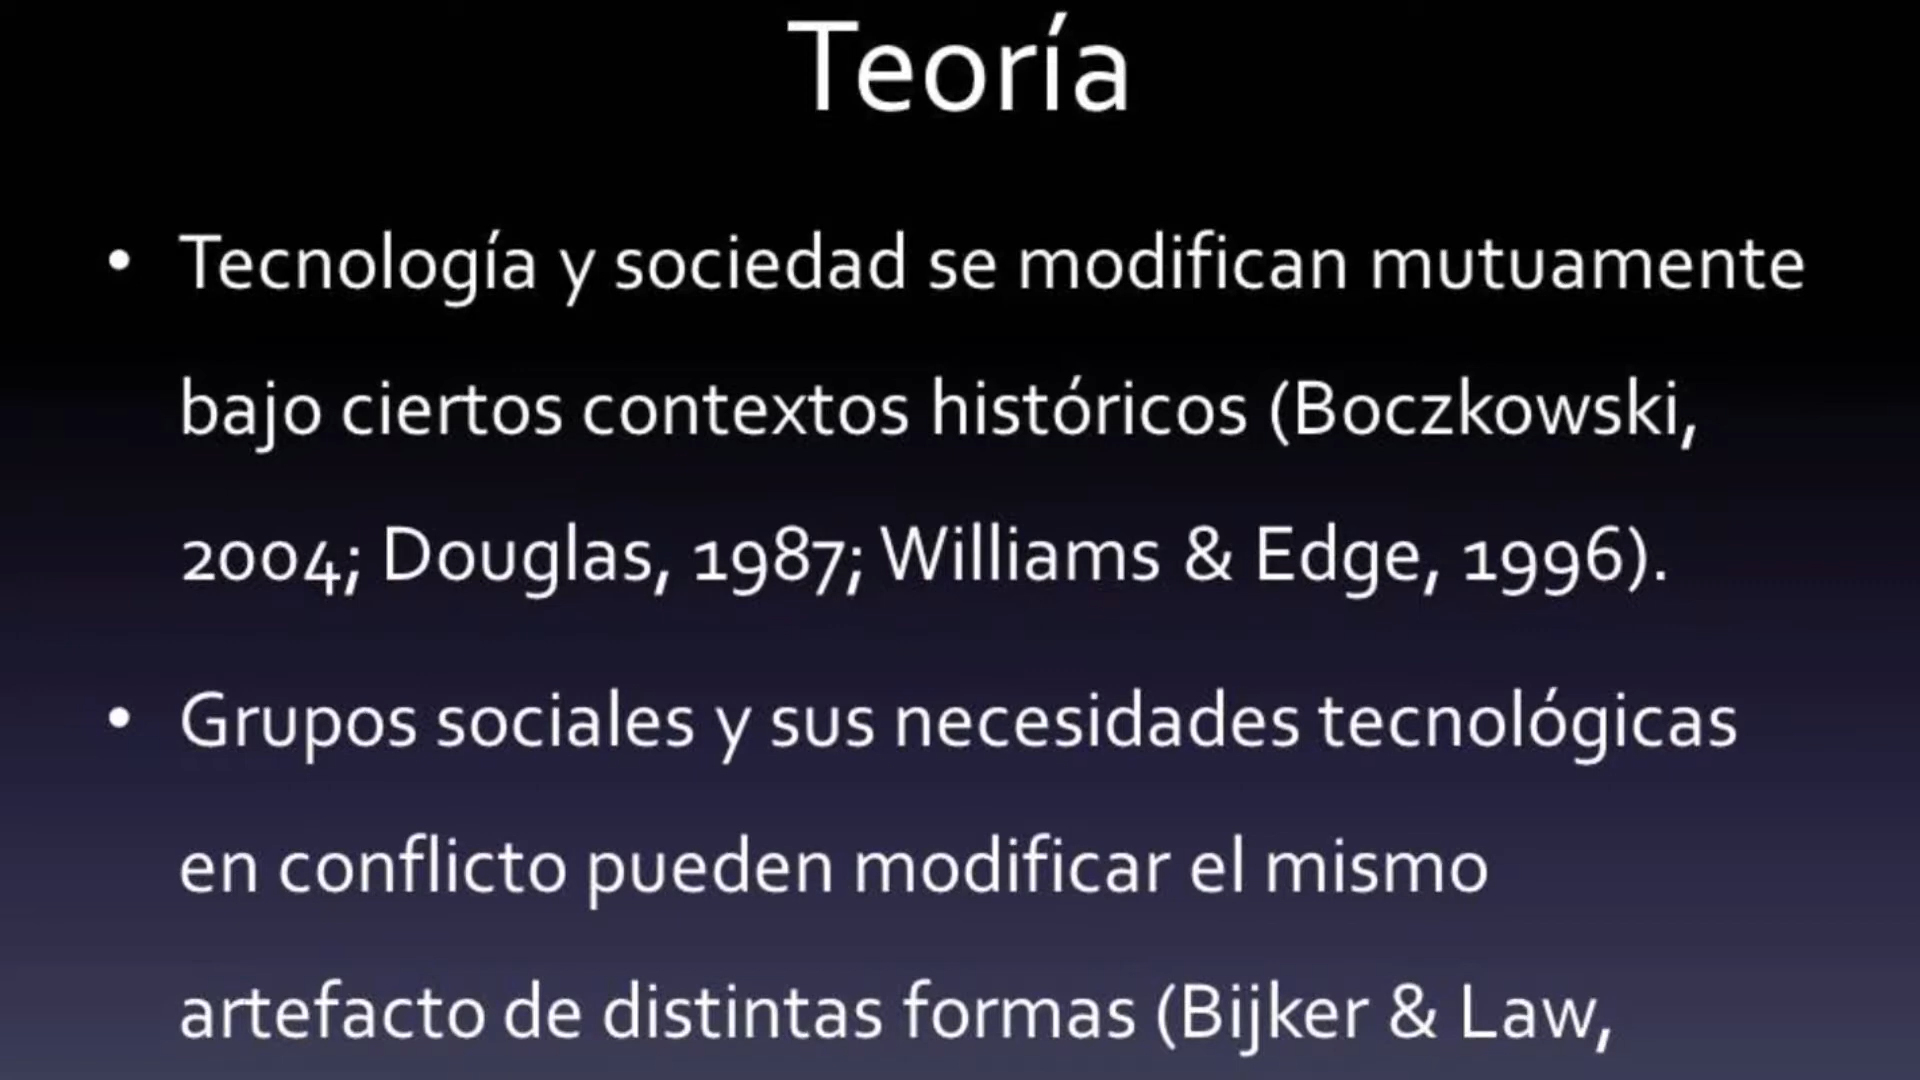 Teoría
• Tecnología y sociedad se modifican mutuamente
bajo ciertos contextos históricos (Boczkowski,
2004; Douglas, 1987; Williams & Edge, 1996).
• Grupos sociales y sus necesidades tecnológicas
en conflicto pueden modificar el mismo
artefacto de distintas formas (Bijker & Law,